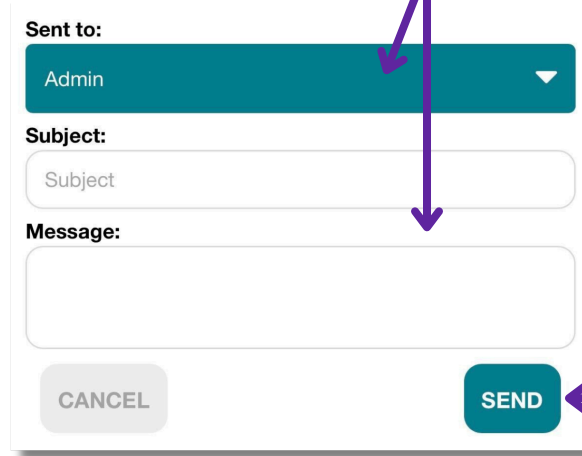 Sent to:
Admin
Subject:
Subject
Message:
CANCEL
SEND